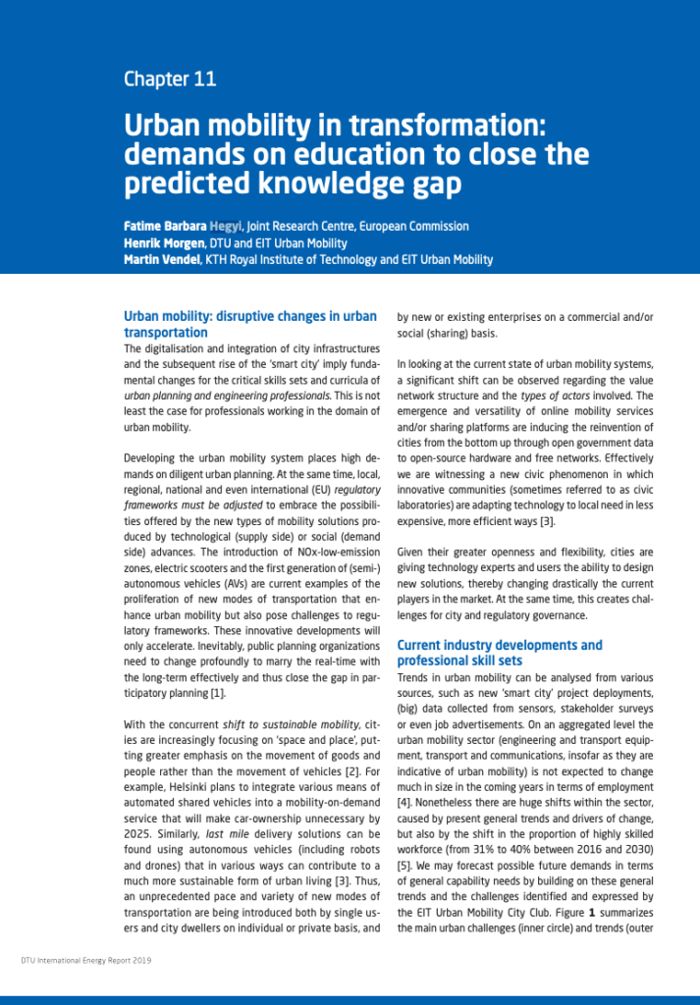 Chapter 11
Urban mobility in transformation:
demands on education to close the
predicted knowledge gap
Fatime Barbara Hegyi, Joint Research Centre, European Commission
Henrik Morgen, DTU and EIT Urban Mobility
Martin Vendel, KTH Royal Institute of Technology and EIT Urban Mobility
Urban mobility: disruptive changes in urban
transportation
The digitalisation and integration of city infrastructures
and the subsequent rise of the 'smart city' imply funda-
mental changes for the critical skills sets and curricula of
urban planning and engineering professionals. This is not
least the case for professionals working in the domain of
urban mobility.
Developing the urban mobility system places high de-
mands on diligent urban planning. At the same time, local,
regional, national and even international (EU) regulatory
frameworks must be adjusted to embrace the possibili-
ties offered by the new types of mobility solutions pro-
duced by technological (supply side) or social (demand
side) advances. The introduction of NOx-low-emission
zones, electric scooters and the first generation of (semi-)
autonomous vehicles (AVs) are current examples of the
proliferation of new modes of transportation that en-
hance urban mobility but also pose challenges to regu-
latory frameworks. These innovative developments will
only accelerate. Inevitably, public planning organizations
need to change profoundly to marry the real-time with
the long-term effectively and thus close the gap in par-
ticipatory planning [1].
With the concurrent shift to sustainable mobility, cit-
ies are increasingly focusing on 'space and place', put-
ting greater emphasis on the movement of goods and
people rather than the movement of vehicles [2]. For
example, Helsinki plans to integrate various means of
automated shared vehicles into a mobility-on-demand
service that will make car-ownership unnecessary by
2025. Similarly, last mile delivery solutions can be
found using autonomous vehicles (including robots
and drones) that in various ways can contribute to a
much more sustainable form of urban living [3]. Thus,
an unprecedented pace and variety of new modes of
transportation are being introduced both by single us-
ers and city dwellers on individual or private basis, and
by new or existing enterprises on a commercial and/or
social (sharing) basis.
In looking at the current state of urban mobility systems,
a significant shift can be observed regarding the value
network structure and the types of actors involved. The
emergence and versatility of online mobility services
and/or sharing platforms are inducing the reinvention of
cities from the bottom up through open government data
to open-source hardware and free networks. Effectively
we are witnessing a new civic phenomenon in which
innovative communities (sometimes referred to as civic
laboratories) are adapting technology to local need in less
expensive, more efficient ways [3].
Given their greater openness and flexibility, cities are
giving technology experts and users the ability to design
new solutions, thereby changing drastically the current
players in the market. At the same time, this creates chal-
lenges for city and regulatory governance.
Current industry developments and
professional skill sets
Trends in urban mobility can be analysed from various
sources, such as new 'smart city' project deployments,
(big) data collected from sensors, stakeholder surveys
or even job advertisements. On an aggregated level the
urban mobility sector (engineering and transport equip-
ment, transport and communications, insofar as they are
indicative of urban mobility) is not expected to change
much in size in the coming years in terms of employment
[4]. Nonetheless there are huge shifts within the sector,
caused by present general trends and drivers of change,
but also by the shift in the proportion of highly skilled
workforce (from 31% to 40% between 2016 and 2030)
[5]. We may forecast possible future demands in terms
of general capability needs by building on these general
trends and the challenges identified and expressed by
the EIT Urban Mobility City Club. Figure 1 summarizes
the main urban challenges (inner circle) and trends (outer
DTU International Energy Report 2019